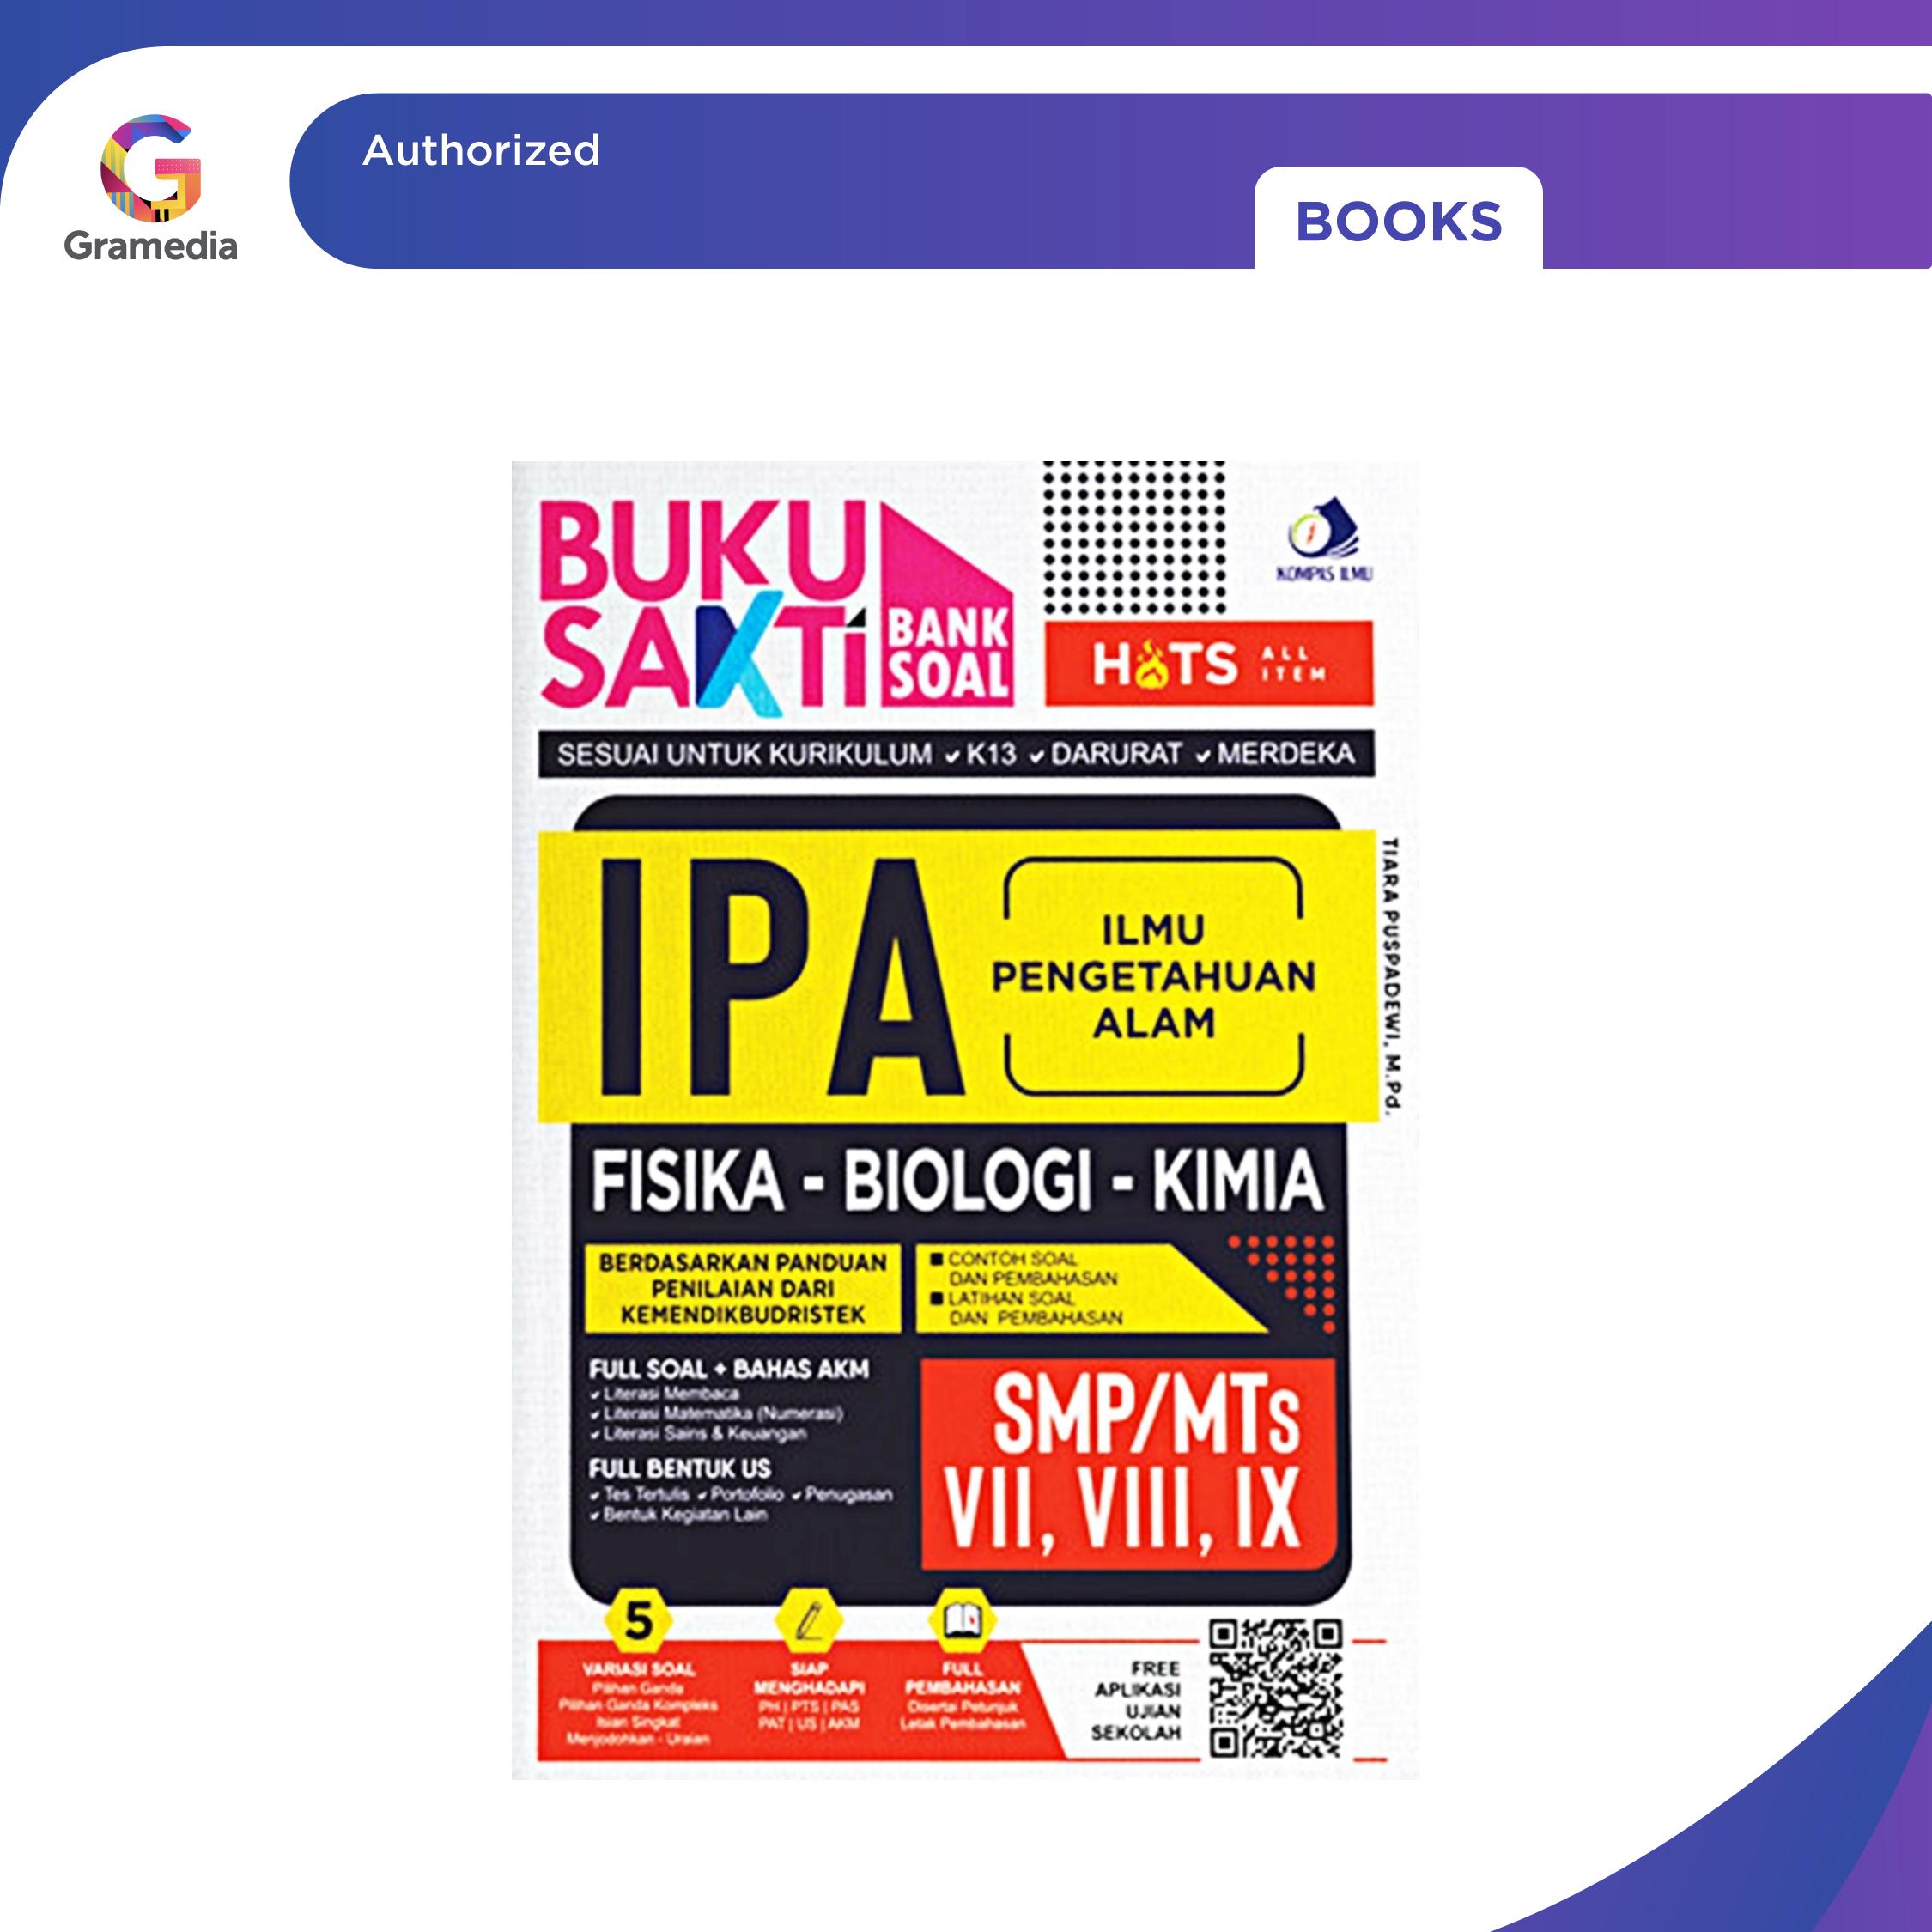 Gramedia
Authorized
BOOKS
BUKU
SAKTi
BANK
SOAL
KOMPAS ILMU
HOTS
ALL
ITEM
SESUAI UNTUK KURIKULUM ✓ K13 ✓ DARURAT ✓ MERDEKA
IPA
ILMU
PENGETAHUAN
ALAM
TIARA PUSPADEWI, M.Pd.
FISIKA - BIOLOGI - KIMIA
BERDASARKAN PANDUAN
PENILAIAN DARI
KEMENDIKBUDRISTEK
■ CONTOH SOAL
DAN PEMBAHASAN
■ LATIHAN SOAL
DAN PEMBAHASAN
FULL SOAL + BAHAS AKM
✓ Literasi Membaca
✓ Literasi Matematika (Numerasi)
✓ Literasi Sains & Keuangan
FULL BENTUK US
✓ Tes Tertulis ✓ Portofolio ✓ Penugasan
✓ Bentuk Kegiatan Lain
SMP/MTs
VII, VIII, IX
5
VARIASI SOAL
Pilihan Ganda
Pilihan Ganda Kompleks
Isian Singkat
Menjodohkan - Uraian
SIAP
MENGHADAPI
PH | PTS | PAS
PAT | US | AKM
FULL
PEMBAHASAN
Disertai Petunjuk
Letak Pembahasan
FREE
APLIKASI
UJIAN
SEKOLAH